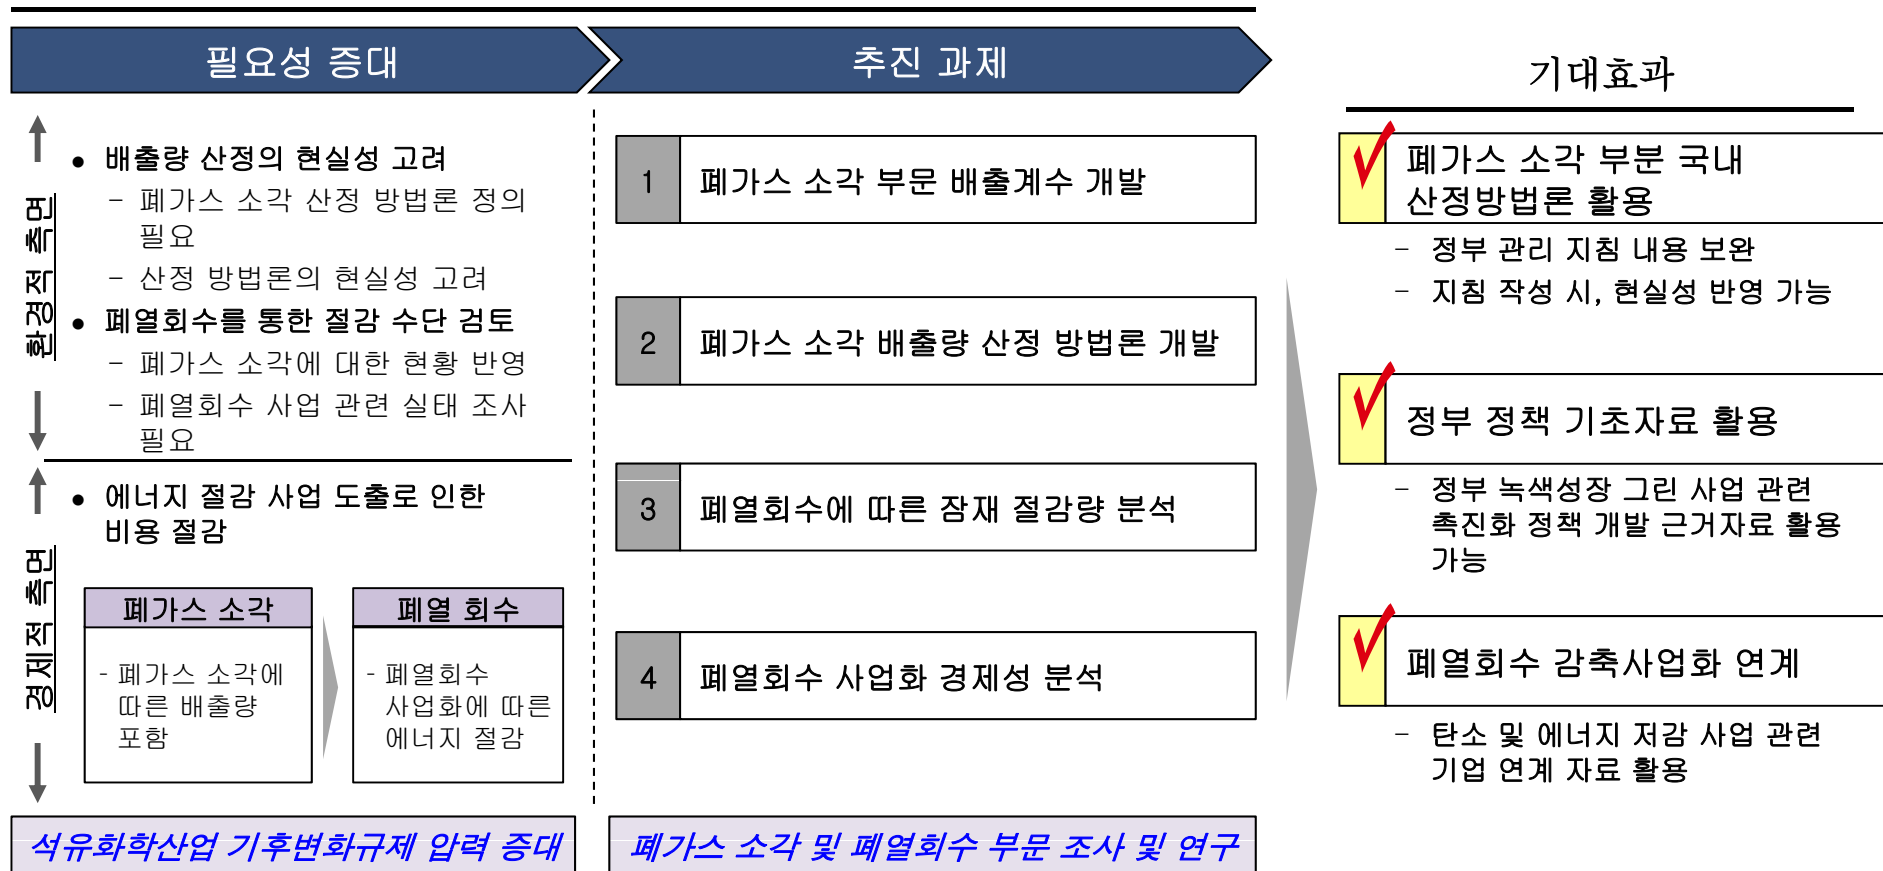 필요성 증대
추진 과제
기대효과
환경적 측면
• 배출량 산정의 현실성 고려
− 폐가스 소각 산정 방법론 정의
필요
− 산정 방법론의 현실성 고려
• 폐열회수를 통한 절감 수단 검토
− 폐가스 소각에 대한 현황 반영
− 폐열회수 사업 관련 실태 조사
필요
경제적 측면
• 에너지 절감 사업 도출로 인한
비용 절감
폐가스 소각
- 폐가스 소각에
따른 배출량
포함
폐열 회수
- 폐열회수
사업화에 따른
에너지 절감
석유화학산업 기후변화규제 압력 증대
1 폐가스 소각 부문 배출계수 개발
2 폐가스 소각 배출량 산정 방법론 개발
3 폐열회수에 따른 잠재 절감량 분석
4 폐열회수 사업화 경제성 분석
폐가스 소각 및 폐열회수 부문 조사 및 연구
폐가스 소각 부분 국내
산정방법론 활용
− 정부 관리 지침 내용 보완
− 지침 작성 시, 현실성 반영 가능
정부 정책 기초자료 활용
− 정부 녹색성장 그린 사업 관련
촉진화 정책 개발 근거자료 활용
가능
폐열회수 감축사업화 연계
− 탄소 및 에너지 저감 사업 관련
기업 연계 자료 활용